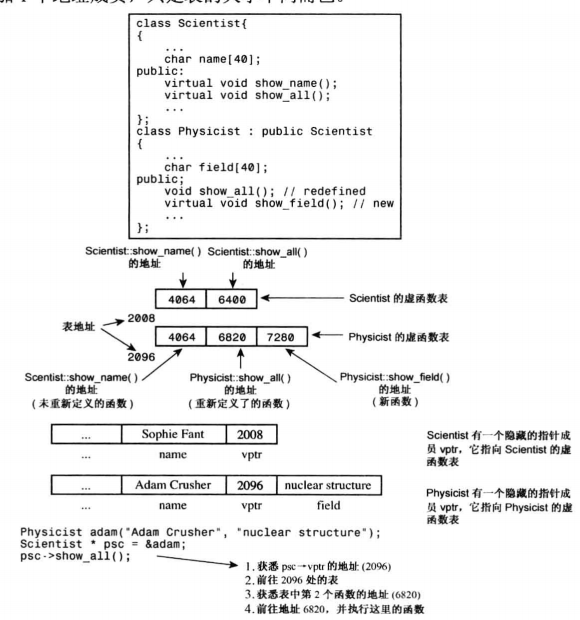 class Scientist{
{
...
char name[40];
public:
virtual void show_name();
virtual void show_all();
...
};
class Physicist : public Scientist
{
...
char field[40];
public;
void show_all(); // redefined
virtual void show_field(); // new
...
};
Scientist::show_name( ) Scientist::show_all( )
的地址 的地址
4064 6400 Scientist 的虚函数表
表地址 2008
4064 6820 7280 Physicist 的虚函数表
2096
Scentist::show_name( ) Physicist::show_all( ) Physicist::show_field( )
的地址 的地址 的地址
(未重新定义的函数) (重新定义了的函数) (新函数)
... Sophie Fant 2008
... name vptr
Scientist 有一个隐藏的指针成
员 vptr，它指向 Scientist 的虚
函数表
... Adam Crusher 2096 nuclear structure
... name vptr field
Physicist 有一个隐藏的指针成
员 vptr，它指向 Physicist 的虚
函数表
Physicist adam("Adam Crusher", "nuclear structure");
Scientist * psc = &adam;
psc->show_all();
1. 获悉 psc→vptr 的地址 (2096)
2. 前往 2096 处的表
3. 获悉表中第 2 个函数的地址 (6820)
4. 前往地址 6820，并执行这里的函数